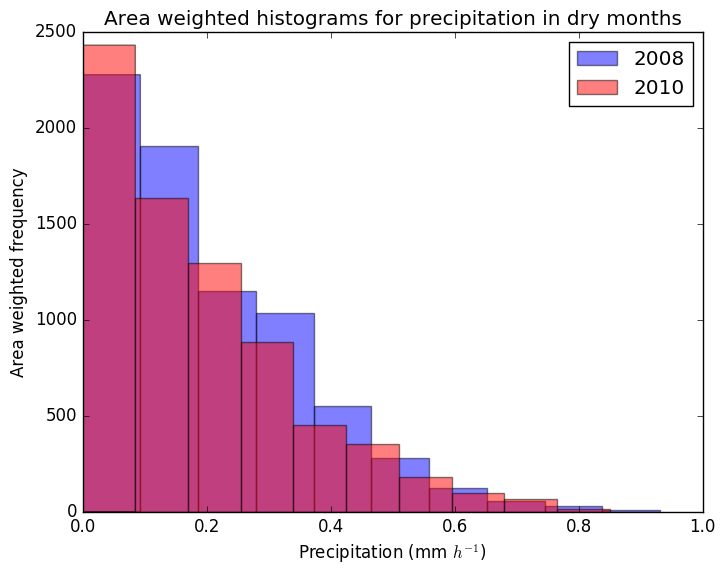 Area weighted histograms for precipitation in dry months
2500
2000
1500
1000
500
0
Area weighted frequency
2008
2010
0.0 0.2 0.4 0.6 0.8 1.0
Precipitation (mm h⁻¹)